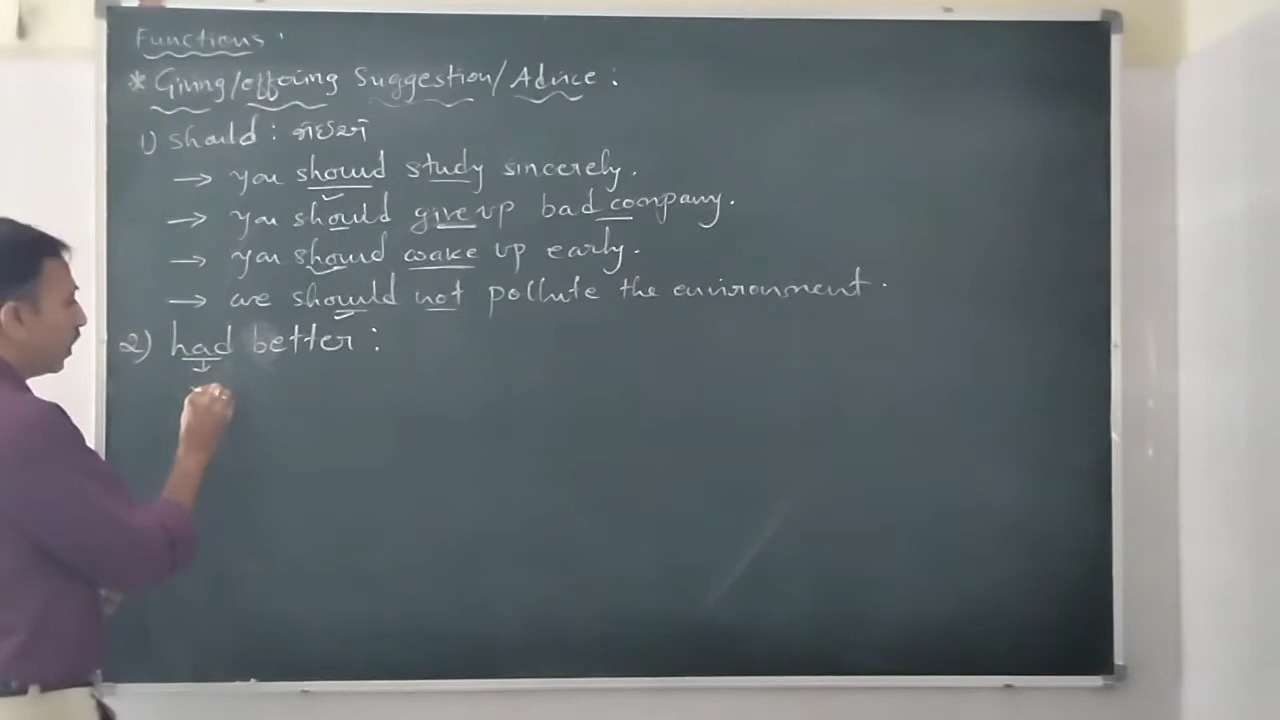 Functions.
* Giving/offering Suggestion/Advice:
1) should:
→ you should study sincerely.
→ you should give up bad company.
→ you should wake up early.
→ we should not pollute the environment.
2) had better: